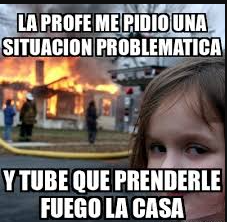 LA PROFE ME PIDIO UNA
SITUACION PROBLEMATICA
Y TUBE QUE PRENDERLE
FUEGO LA CASA